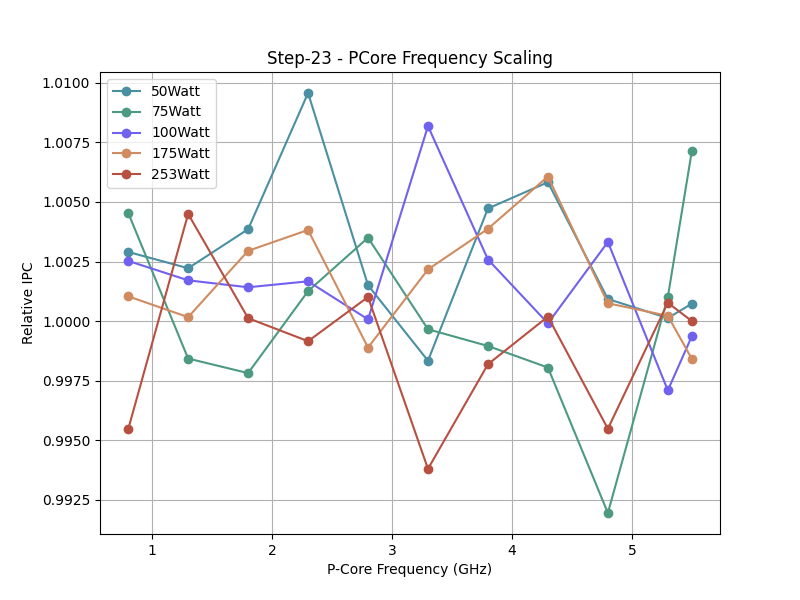 Step-23 - PCore Frequency Scaling
1.0100
1.0075
1.0050
1.0025
1.0000
0.9975
0.9950
0.9925
Relative IPC
50Watt
75Watt
100Watt
175Watt
253Watt
1 2 3 4 5
P-Core Frequency (GHz)